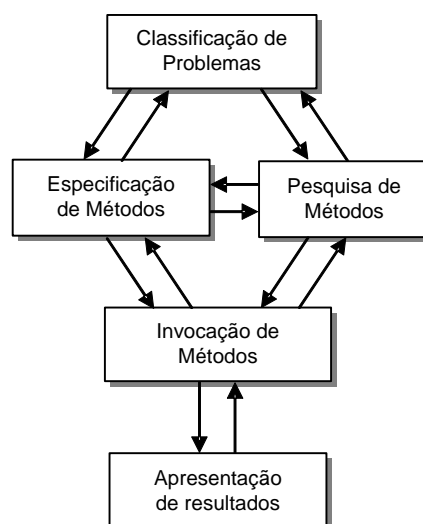 Classificação de
Problemas
Especificação
de Métodos
Pesquisa de
Métodos
Invocação de
Métodos
Apresentação
de resultados